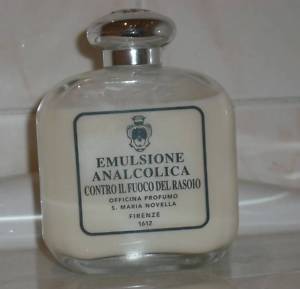 EMULSIONE
ANALCOLICA
CONTRO IL FUOCO DEL RASOIO
OFFICINA PROFUMO
S. MARIA NOVELLA
FIRENZE
1612